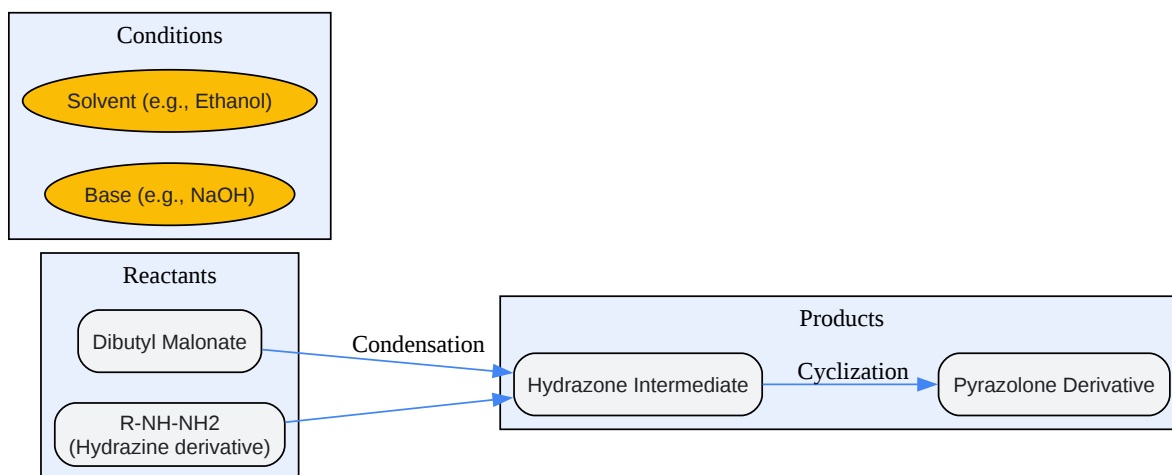 Conditions
Solvent (e.g., Ethanol)
Base (e.g., NaOH)
Reactants
Dibutyl Malonate
R-NH-NH2
(Hydrazine derivative)
Condensation
Products
Hydrazone Intermediate
Cyclization
Pyrazolone Derivative